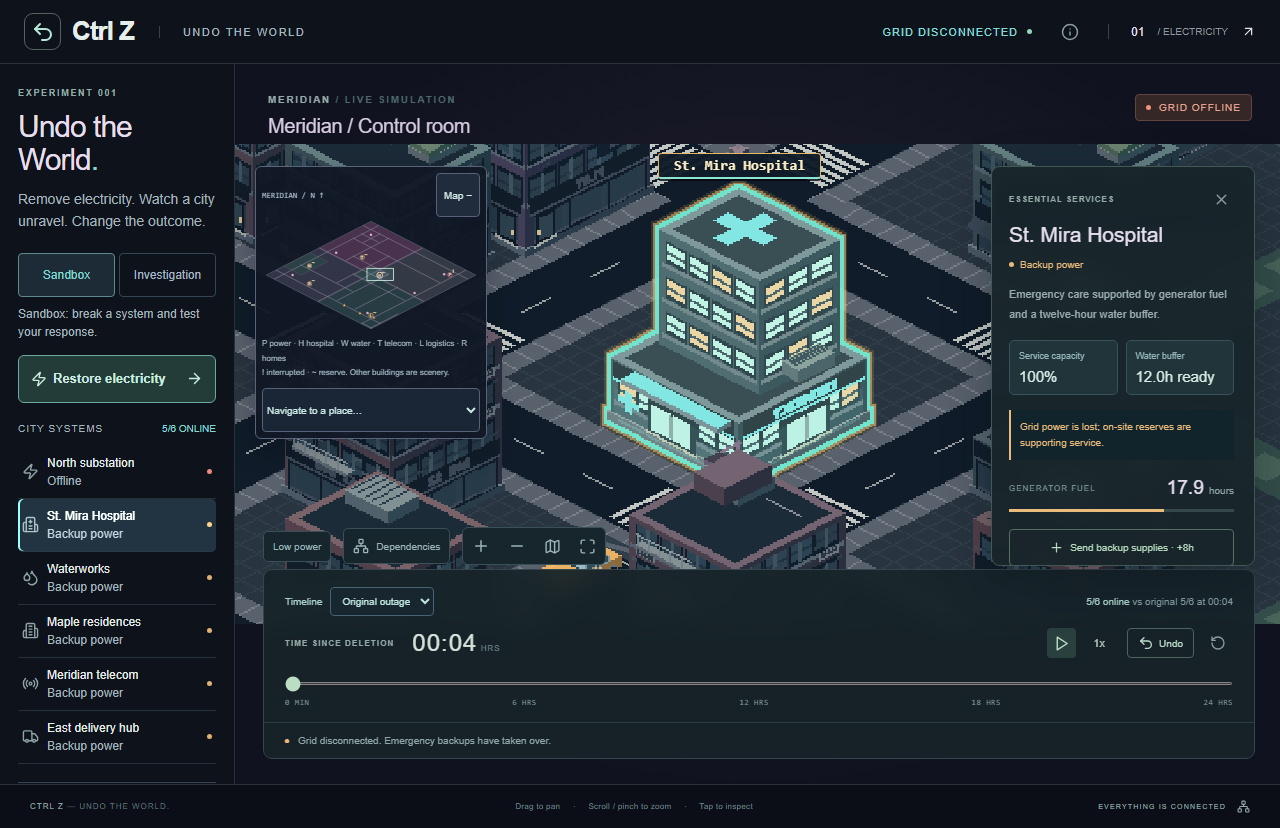 Ctrl Z
UNDO THE WORLD
GRID DISCONNECTED
01 / ELECTRICITY
EXPERIMENT 001
Undo the
World.
Remove electricity. Watch a city
unravel. Change the outcome.
Sandbox
Investigation
Sandbox: break a system and test
your response.
Restore electricity
CITY SYSTEMS
5/6 ONLINE
North substation
Offline
St. Mira Hospital
Backup power
Waterworks
Backup power
Maple residences
Backup power
Meridian telecom
Backup power
East delivery hub
Backup power
MERIDIAN / LIVE SIMULATION
Meridian / Control room
GRID OFFLINE
MERIDIAN / N ↑
Map −
P power · H hospital · W water · T telecom · L logistics · R
homes
! interrupted · ~ reserve. Other buildings are scenery.
Navigate to a place...
St. Mira Hospital
ESSENTIAL SERVICES
St. Mira Hospital
Backup power
Emergency care supported by generator fuel
and a twelve-hour water buffer.
Service capacity
100%
Water buffer
12.0h ready
Grid power is lost; on-site reserves are
supporting service.
GENERATOR FUEL
17.9 hours
Send backup supplies · +8h
Low power
Dependencies
Timeline
Original outage
5/6 online vs original 5/6 at 00:04
TIME SINCE DELETION
00:04 HRS
1x
Undo
0 MIN
6 HRS
12 HRS
18 HRS
24 HRS
Grid disconnected. Emergency backups have taken over.
CTRL Z — UNDO THE WORLD.
Drag to pan · Scroll / pinch to zoom · Tap to inspect
EVERYTHING IS CONNECTED